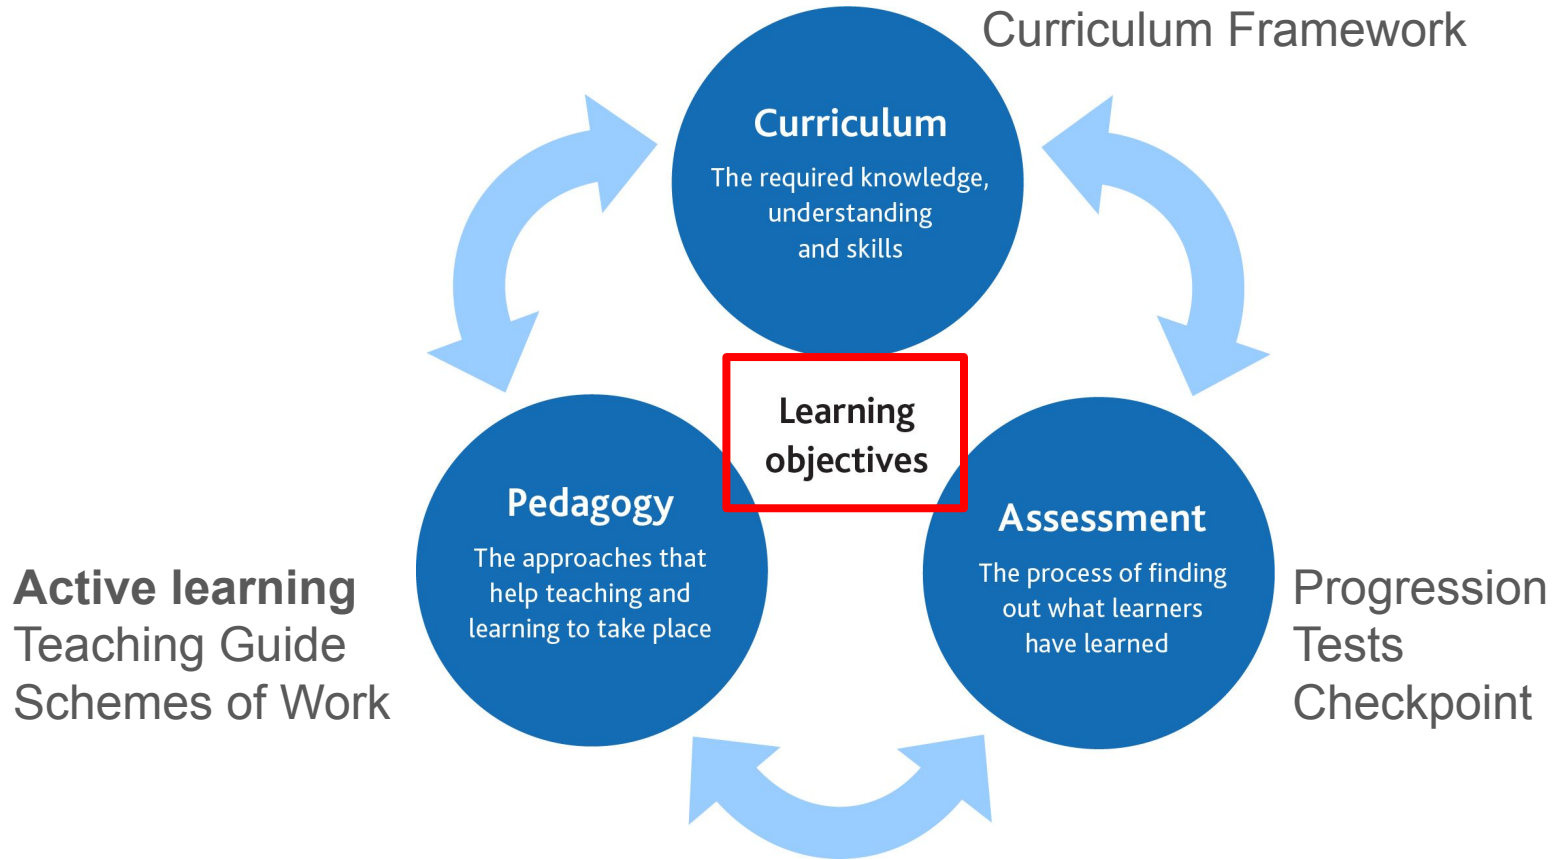 Curriculum Framework
Curriculum
The required knowledge,
understanding
and skills
Learning
objectives
Pedagogy
The approaches that
help teaching and
learning to take place
Assessment
The process of finding
out what learners
have learned
Active learning
Teaching Guide
Schemes of Work
Progression
Tests
Checkpoint